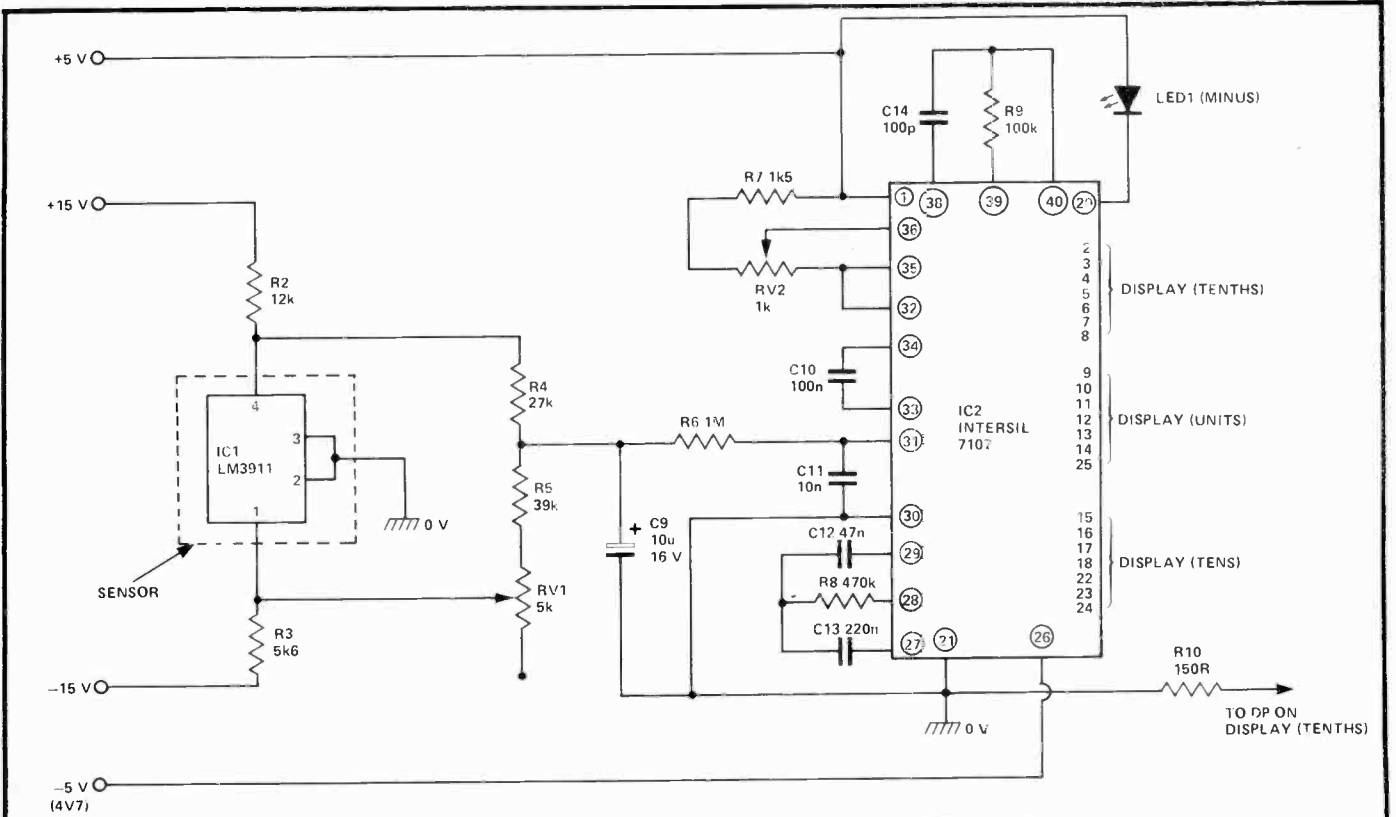 +5 V
+15 V
R2
12k
IC1
LM3911
4
3
2
1
0 V
SENSOR
R3
5k6
−15 V
−5 V
(4V7)
R4
27k
R5
39k
RV1
5k
C9
10u
16 V
+
R6 1M
R7 1k5
RV2
1k
C10
100n
C11
10n
C12 47n
R8 470k
C13 220n
C14
100p
R9
100k
LED1 (MINUS)
1
38
39
40
20
36
35
32
34
33
31
30
29
28
27
21
26
IC2
INTERSIL
7107
2
3
4
5
6
7
8
DISPLAY (TENTHS)
9
10
11
12
13
14
25
DISPLAY (UNITS)
15
16
17
18
22
23
24
DISPLAY (TENS)
0 V
R10
150R
TO DP ON
DISPLAY (TENTHS)